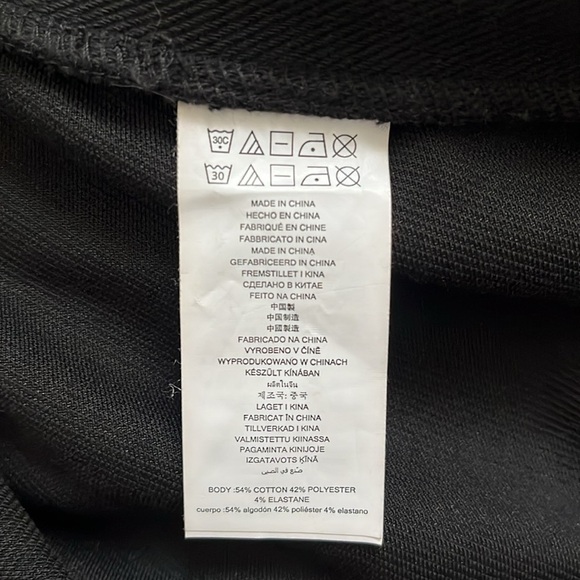 30C
30
MADE IN CHINA
HECHO EN CHINA
FABRIQUÉ EN CHINE
FABBRICATO IN CINA
MADE IN CHINA
GEFABRICEERD IN CHINA
FREMSTILLET I KINA
СДЕЛАНО В КИТАЕ
FEITO NA CHINA
中国製
中国制造
中國製造
FABRICADO NA CHINA
VYROBENO V ČÍNĚ
WYPRODUKOWANO W CHINACH
KÉSZÜLT KÍNÁBAN
ผลิตในจีน
제조국: 중국
LAGET I KINA
FABRICAT ÎN CHINA
TILLVERKAD I KINA
VALMISTETTU KIINASSA
PAGAMINTA KINIJOJE
IZGATAVOTS ĶĪNĀ
صنع في الصين
BODY :54% COTTON 42% POLYESTER
4% ELASTANE
cuerpo :54% algodón 42% poliéster 4% elastano